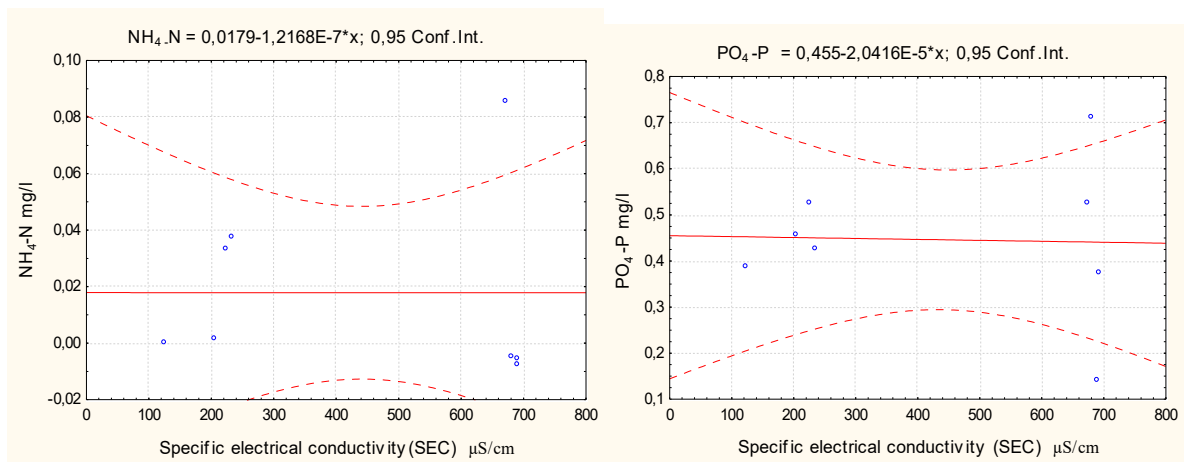 NH₄-N = 0,0179-1,2168E-7*x; 0,95 Conf.Int.
0,10
0,08
0,06
0,04
0,02
0,00
-0,02
NH₄-N mg/l
0 100 200 300 400 500 600 700 800
Specific electrical conductivity (SEC) μS/cm
PO₄-P = 0,455-2,0416E-5*x; 0,95 Conf.Int.
0,8
0,7
0,6
0,5
0,4
0,3
0,2
0,1
PO₄-P mg/l
0 100 200 300 400 500 600 700 800
Specific electrical conductivity (SEC) μS/cm